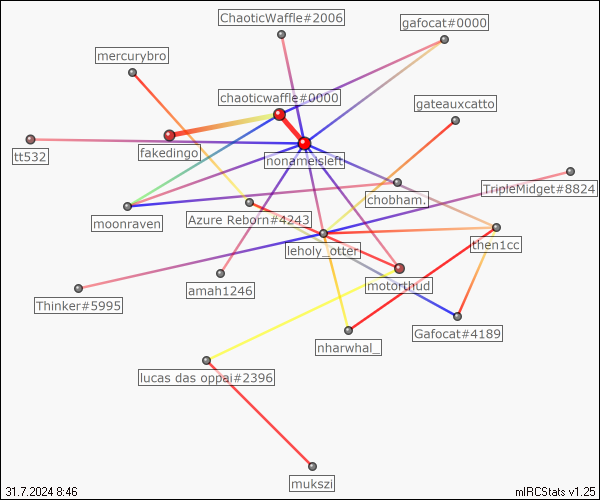 ChaoticWaffle#2006
gafocat#0000
mercurybro
chaoticwaffle#0000
gateauxcatto
fakedingo
nonameisleft
tt532
TripleMidget#8824
chobham.
moonraven
Azure Reborn#4243
leholy_otter
then1cc
amah1246
motorthud
Thinker#5995
Gafocat#4189
nharwhal_
lucas das oppai#2396
mukszi
31.7.2024 8:46
mIRCStats v1.25